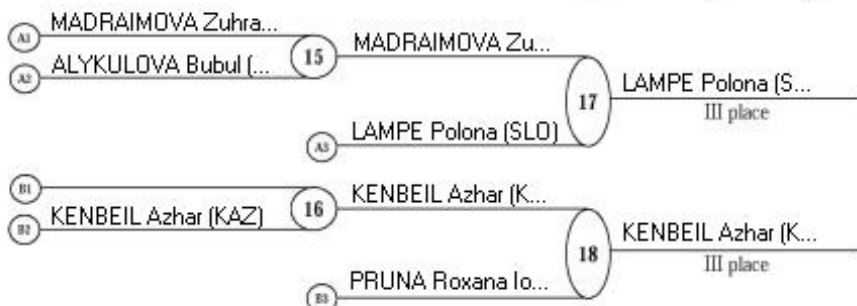 A1 MADRAIMOVA Zuhra...
15 MADRAIMOVA Zu...
A2 ALYKULOVA Bubul (...
17 LAMPE Polona (S...
III place
A3 LAMPE Polona (SLO)
B1
16 KENBEIL Azhar (K...
B2 KENBEIL Azhar (KAZ)
18 KENBEIL Azhar (K...
III place
B3 PRUNA Roxana Io...